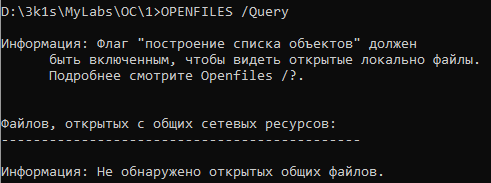 D:\3k1s\MyLabs\OC\1>OPENFILES /Query
Информация: Флаг "построение списка объектов" должен
быть включенным, чтобы видеть открытые локально файлы.
Подробнее смотрите Openfiles /?.
Файлов, открытых с общих сетевых ресурсов:
---------------------------------------------
Информация: Не обнаружено открытых общих файлов.